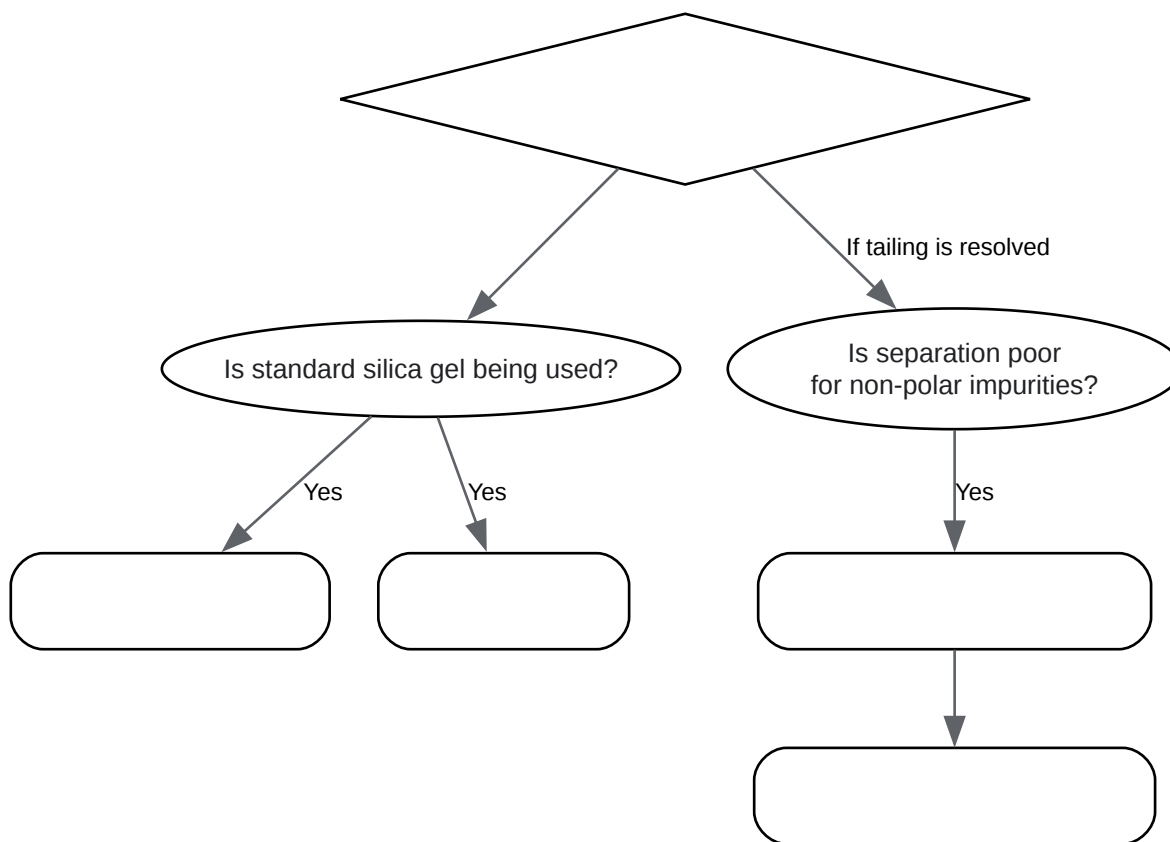 If tailing is resolved
Is standard silica gel being used?
Is separation poor
for non-polar impurities?
Yes
Yes
Yes